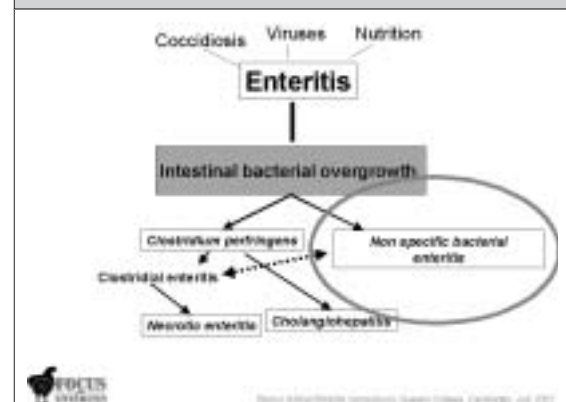 Coccidiosis Viruses Nutrition
Enteritis
Intestinal bacterial overgrowth
Clostridium perfringens
Non specific bacterial
enteritis
Clostridial enteritis
Necrotic enteritis
Cholangiohepatitis
FOCUS